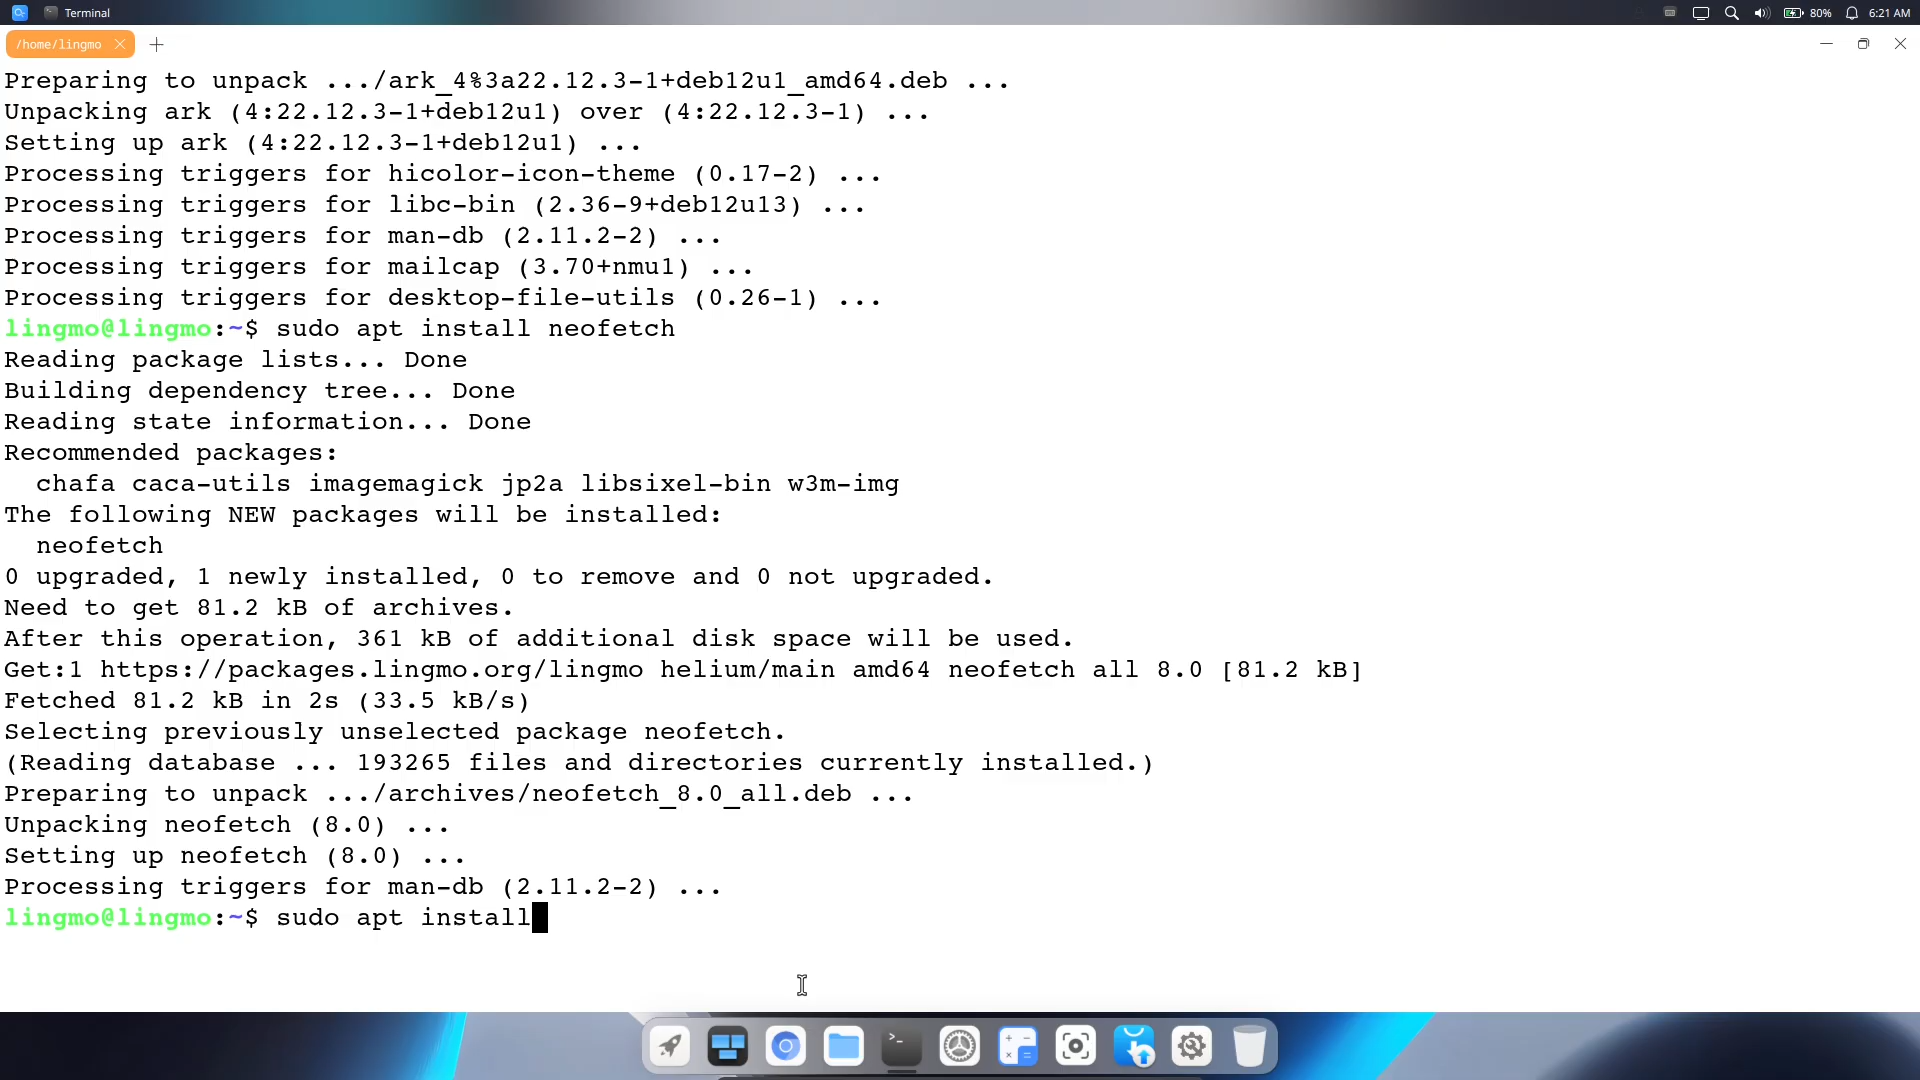 Terminal
80%
6:21 AM
/home/lingmo
Preparing to unpack .../ark_4%3a22.12.3-1+deb12u1_amd64.deb ...
Unpacking ark (4:22.12.3-1+deb12u1) over (4:22.12.3-1) ...
Setting up ark (4:22.12.3-1+deb12u1) ...
Processing triggers for hicolor-icon-theme (0.17-2) ...
Processing triggers for libc-bin (2.36-9+deb12u13) ...
Processing triggers for man-db (2.11.2-2) ...
Processing triggers for mailcap (3.70+nmu1) ...
Processing triggers for desktop-file-utils (0.26-1) ...
lingmo@lingmo:~$ sudo apt install neofetch
Reading package lists... Done
Building dependency tree... Done
Reading state information... Done
Recommended packages:
  chafa caca-utils imagemagick jp2a libsixel-bin w3m-img
The following NEW packages will be installed:
  neofetch
0 upgraded, 1 newly installed, 0 to remove and 0 not upgraded.
Need to get 81.2 kB of archives.
After this operation, 361 kB of additional disk space will be used.
Get:1 https://packages.lingmo.org/lingmo helium/main amd64 neofetch all 8.0 [81.2 kB]
Fetched 81.2 kB in 2s (33.5 kB/s)
Selecting previously unselected package neofetch.
(Reading database ... 193265 files and directories currently installed.)
Preparing to unpack .../archives/neofetch_8.0_all.deb ...
Unpacking neofetch (8.0) ...
Setting up neofetch (8.0) ...
Processing triggers for man-db (2.11.2-2) ...
lingmo@lingmo:~$ sudo apt install